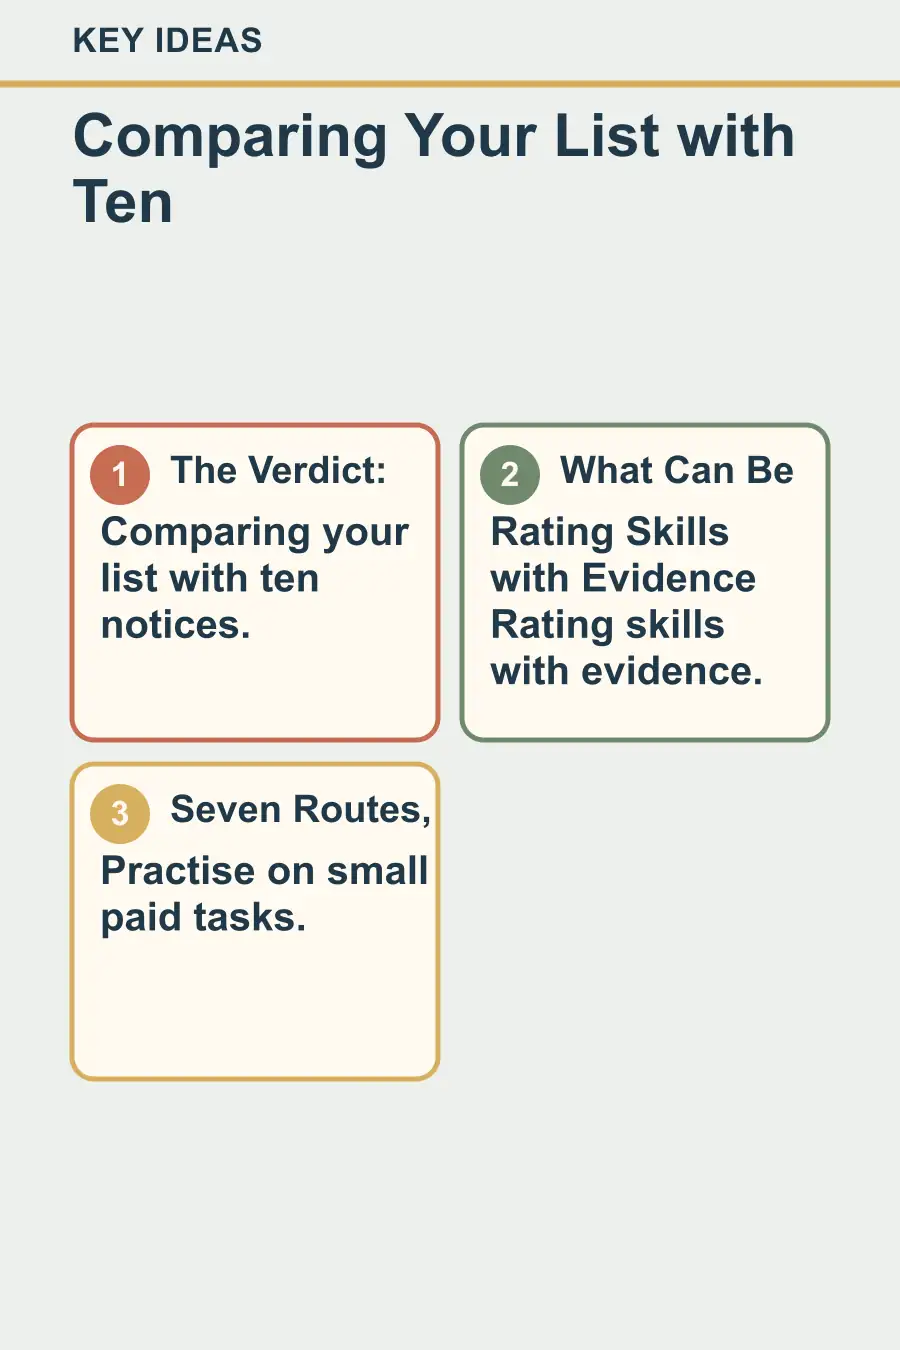 KEY IDEAS
Comparing Your List with
Ten
1
The Verdict:
Comparing your
list with ten
notices.
2
What Can Be
Rating Skills
with Evidence
Rating skills
with evidence.
3
Seven Routes,
Practise on small
paid tasks.